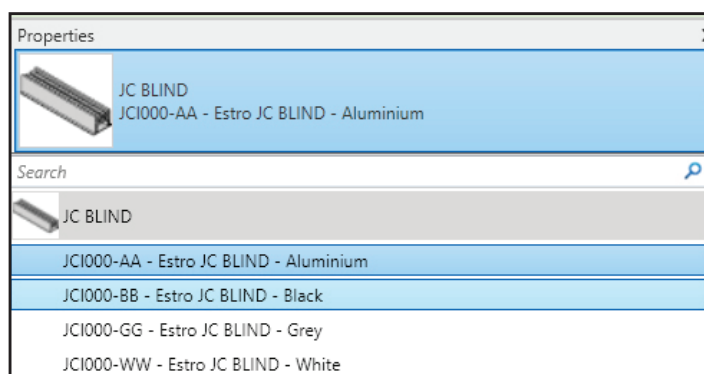 Properties
JC BLIND
JCI000-AA - Estro JC BLIND - Aluminium
Search
JC BLIND
JCI000-AA - Estro JC BLIND - Aluminium
JCI000-BB - Estro JC BLIND - Black
JCI000-GG - Estro JC BLIND - Grey
JCI000-WW - Estro JC BLIND - White